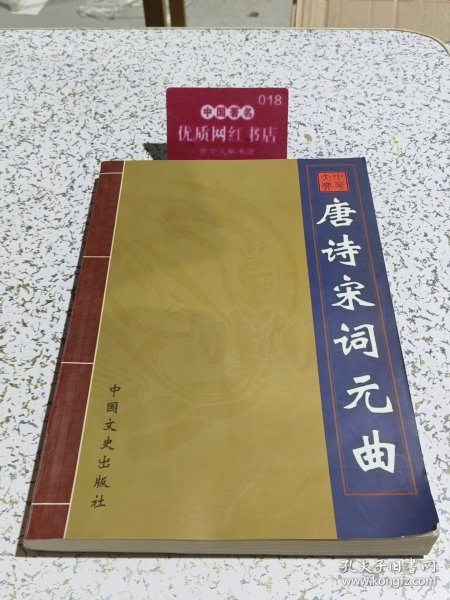 018
中国著名
优质网红书店
中华
大典
唐诗宋词元曲
中国文史出版社
孔夫子旧书网
www.kongfz.com